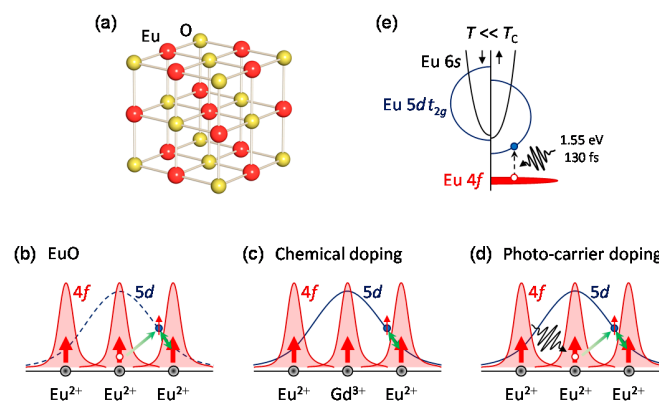 (a)
Eu
O
(e)
T << TC
Eu 6s
Eu 5d t2g
1.55 eV
130 fs
Eu 4f
(b) EuO
4f
5d
Eu2+ Eu2+ Eu2+
(c) Chemical doping
4f
5d
Eu2+ Gd3+ Eu2+
(d) Photo-carrier doping
4f
5d
Eu2+ Eu2+ Eu2+